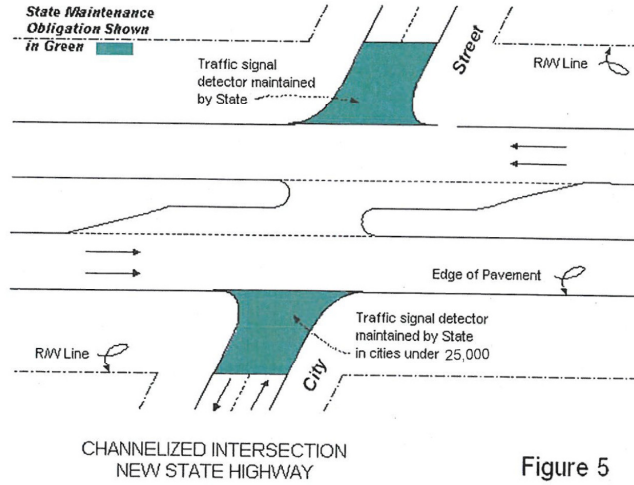 State Maintenance
Obligation Shown
in Green
Traffic signal
detector maintained
by State
Street
R/W Line
Edge of Pavement
Traffic signal detector
maintained by State
in cities under 25,000
R/W Line
City
CHANNELIZED INTERSECTION
NEW STATE HIGHWAY
Figure 5